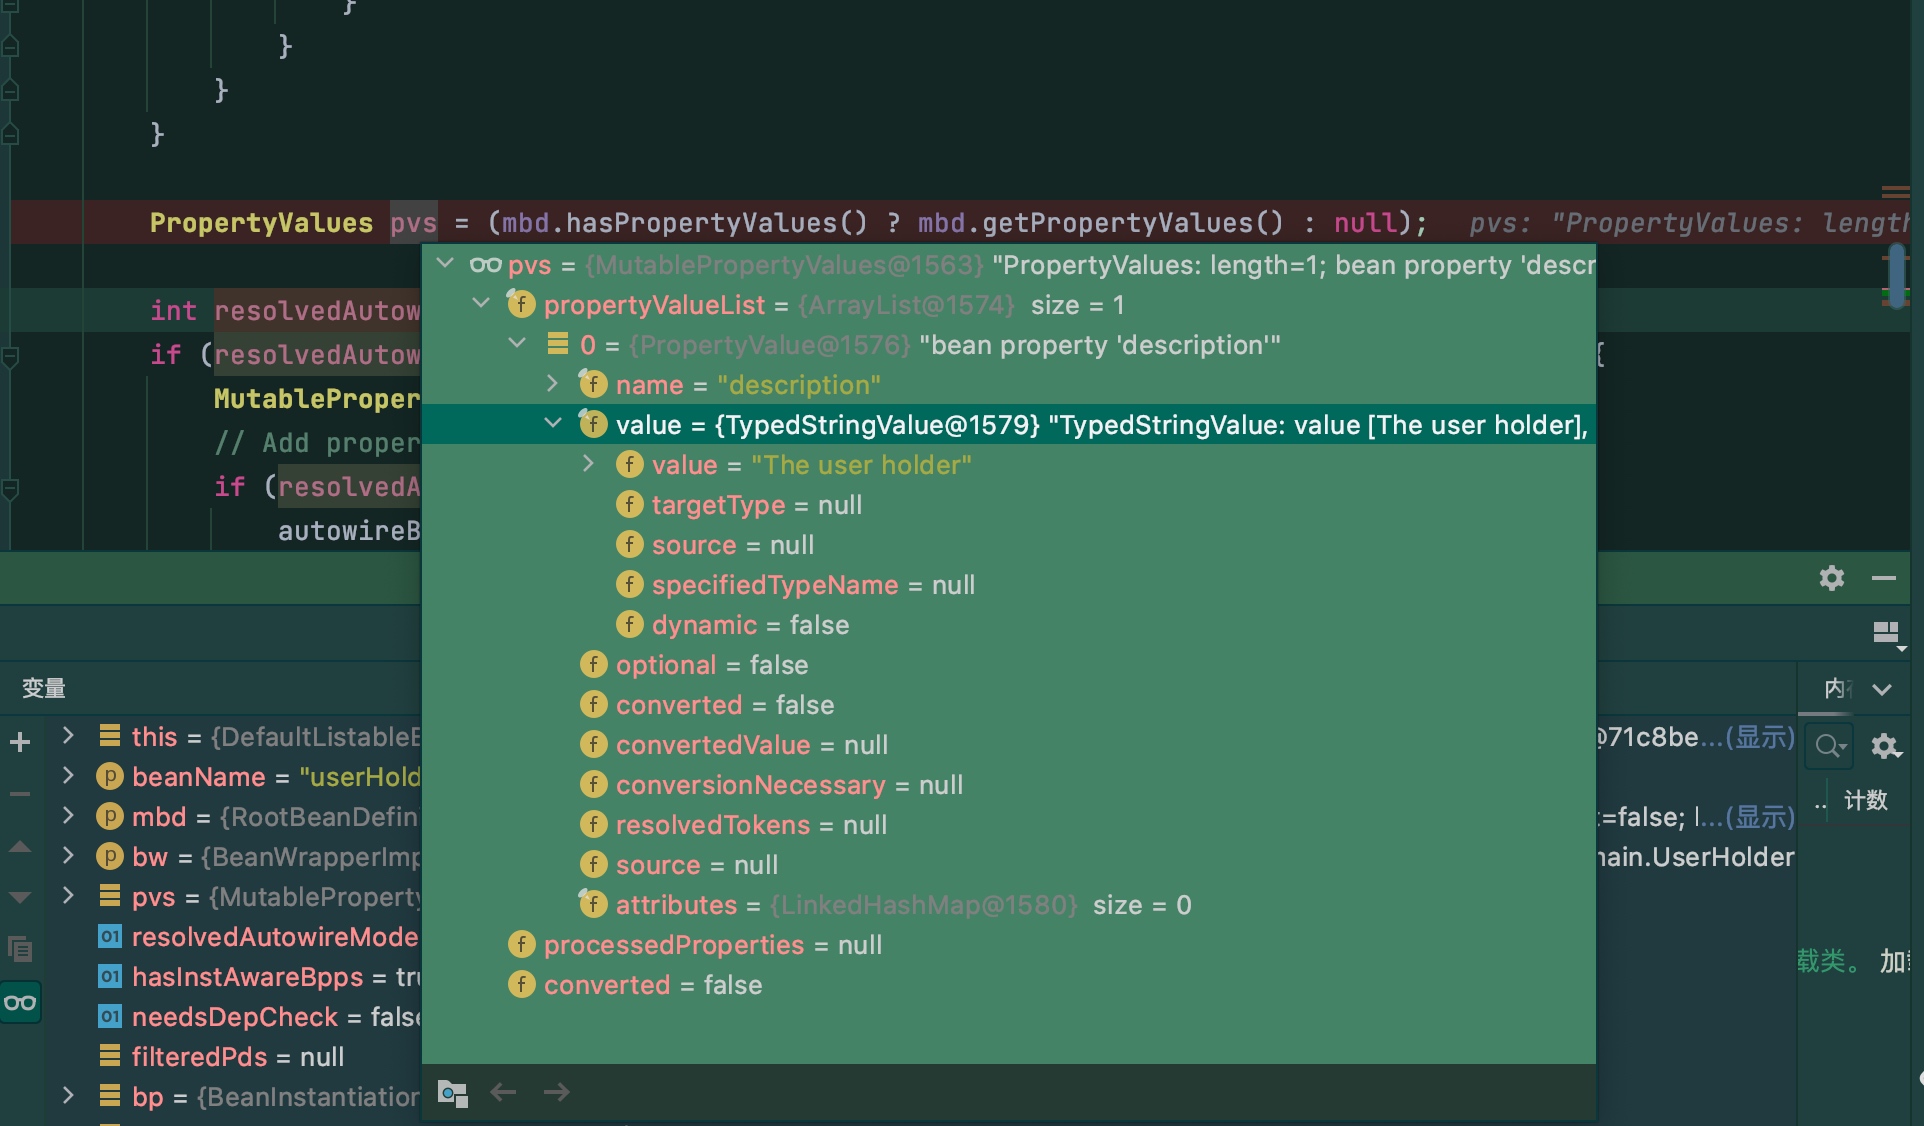 }
}
}
}
PropertyValues pvs = (mbd.hasPropertyValues() ? mbd.getPropertyValues() : null);   pvs: "PropertyValues: length
int resolvedAutow
if (resolvedAutow
{
MutablePropert
// Add proper
if (resolvedA
autowireB
pvs = {MutablePropertyValues@1563} "PropertyValues: length=1; bean property 'descr
propertyValueList = {ArrayList@1574} size = 1
0 = {PropertyValue@1576} "bean property 'description'"
name = "description"
value = {TypedStringValue@1579} "TypedStringValue: value [The user holder],
value = "The user holder"
targetType = null
source = null
specifiedTypeName = null
dynamic = false
optional = false
converted = false
convertedValue = null
conversionNecessary = null
resolvedTokens = null
source = null
attributes = {LinkedHashMap@1580} size = 0
processedProperties = null
converted = false
变量
this = {DefaultListableB
beanName = "userHold
mbd = {RootBeanDefin
bw = {BeanWrapperImp
pvs = {MutableProperty
resolvedAutowireMode
hasInstAwareBpps = tru
needsDepCheck = false
filteredPds = null
bp = {BeanInstantiation
@71c8be...(显示)
t=false; l...(显示)
main.UserHolder
内
.. 计数
载类。 加